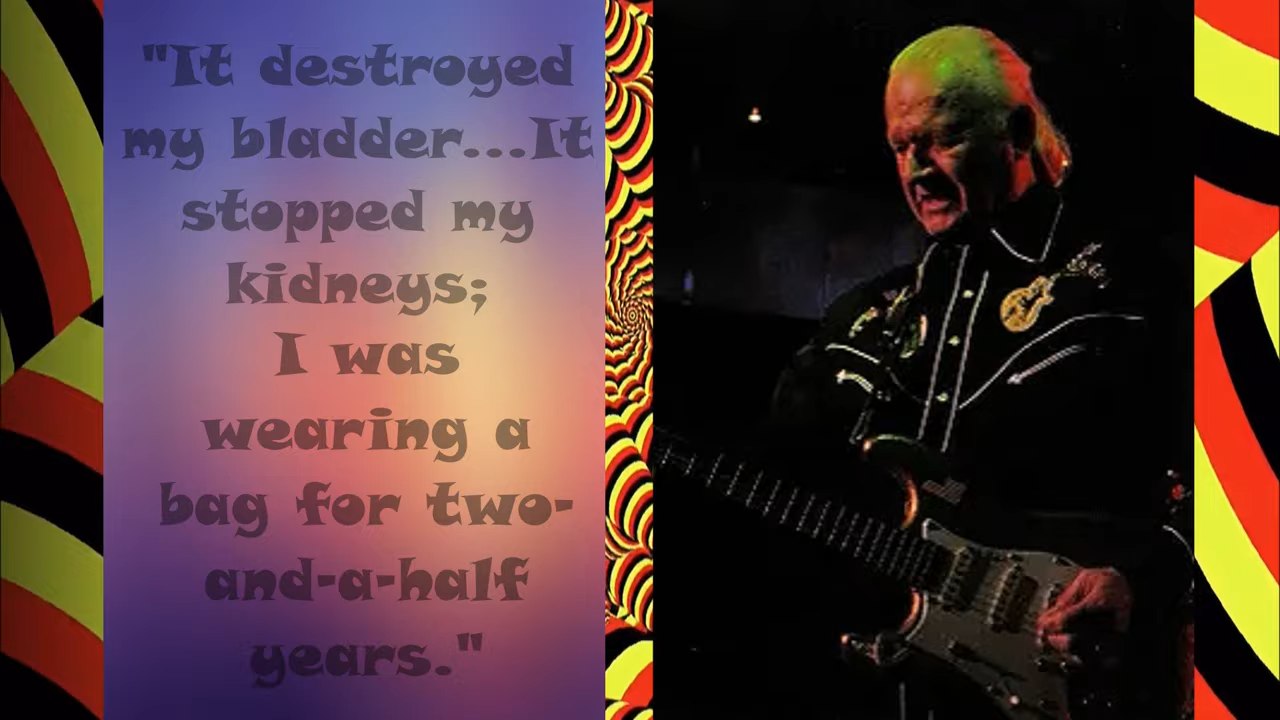 "It destroyed
my bladder...It
stopped my
kidneys;
I was
wearing a
bag for two-
and-a-half
years."